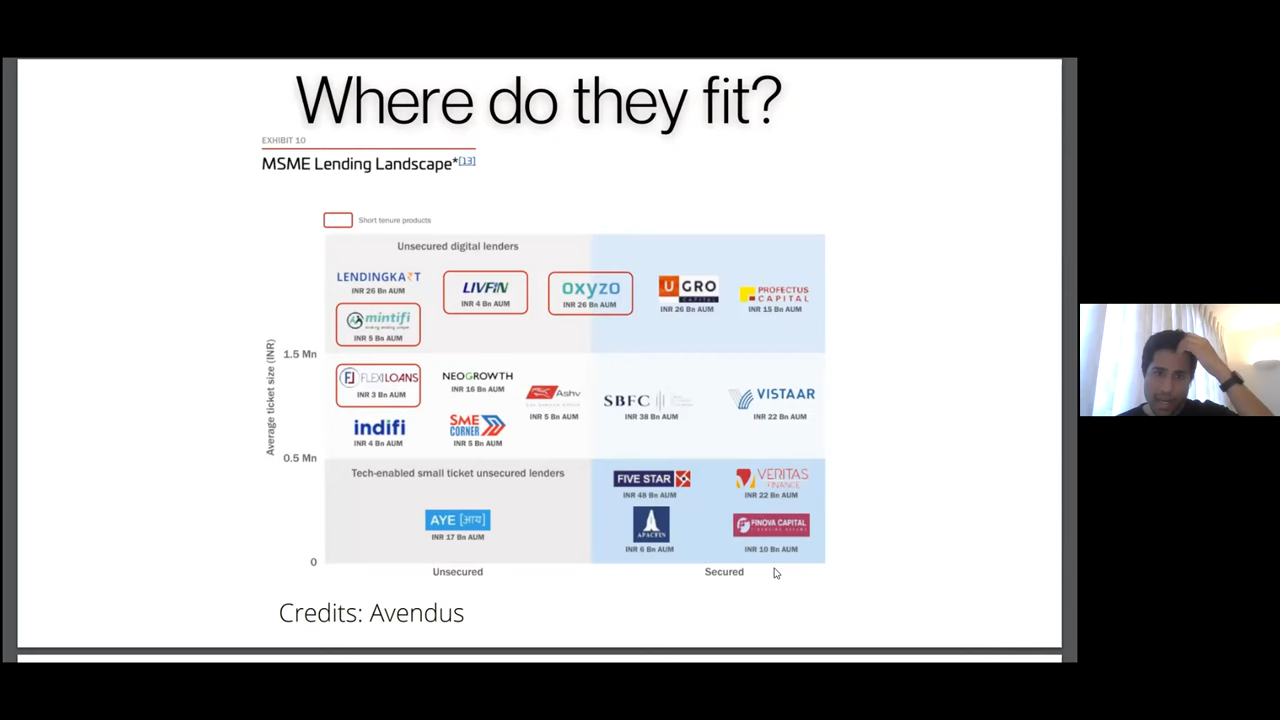 Where do they fit?
EXHIBIT 10
MSME Lending Landscape*[13]
Short tenure products
Unsecured digital lenders
LENDINGKA₹T
INR 26 Bn AUM
LIVFIN
INR 4 Bn AUM
oxyzo
INR 26 Bn AUM
U GRO
CAPITAL
INR 26 Bn AUM
PROFECTUS
CAPITAL
INR 15 Bn AUM
mintifi
INR 5 Bn AUM
Average ticket size (INR)
1.5 Mn
FLEXILOANS
INR 3 Bn AUM
NEOGROWTH
INR 16 Bn AUM
Ashv
INR 5 Bn AUM
SBFC
INR 38 Bn AUM
VISTAAR
INR 22 Bn AUM
indifi
INR 4 Bn AUM
SME
CORNER
INR 5 Bn AUM
0.5 Mn
Tech-enabled small ticket unsecured lenders
FIVE STAR
INR 48 Bn AUM
VERITAS
FINANCE
INR 22 Bn AUM
AYE [आय]
INR 17 Bn AUM
APACFIN
INR 6 Bn AUM
FINOVA CAPITAL
INR 10 Bn AUM
0
Unsecured
Secured
Credits: Avendus